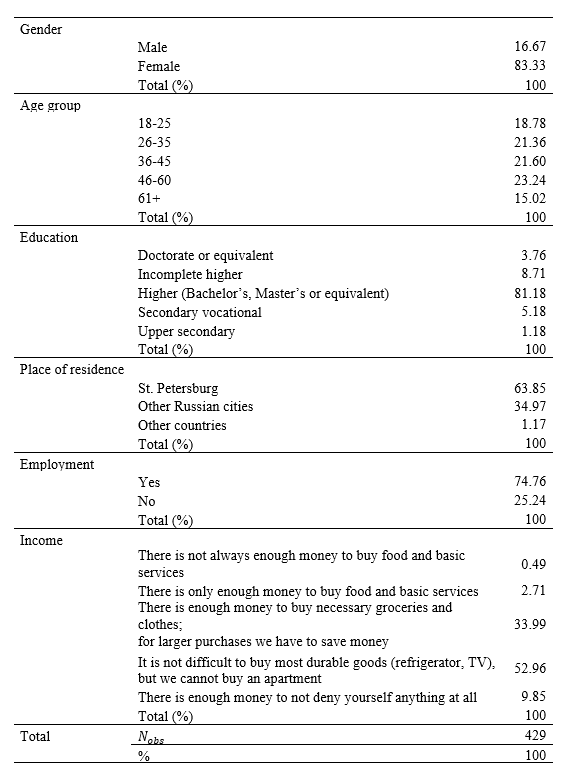 Gender
Male 16.67
Female 83.33
Total (%) 100
Age group
18-25 18.78
26-35 21.36
36-45 21.60
46-60 23.24
61+ 15.02
Total (%) 100
Education
Doctorate or equivalent 3.76
Incomplete higher 8.71
Higher (Bachelor's, Master's or equivalent) 81.18
Secondary vocational 5.18
Upper secondary 1.18
Total (%) 100
Place of residence
St. Petersburg 63.85
Other Russian cities 34.97
Other countries 1.17
Total (%) 100
Employment
Yes 74.76
No 25.24
Total (%) 100
Income
There is not always enough money to buy food and basic
services 0.49
There is only enough money to buy food and basic services 2.71
There is enough money to buy necessary groceries and
clothes; 33.99
for larger purchases we have to save money
It is not difficult to buy most durable goods (refrigerator, TV),
but we cannot buy an apartment 52.96
There is enough money to not deny yourself anything at all 9.85
Total (%) 100
Total N_obs 429
% 100